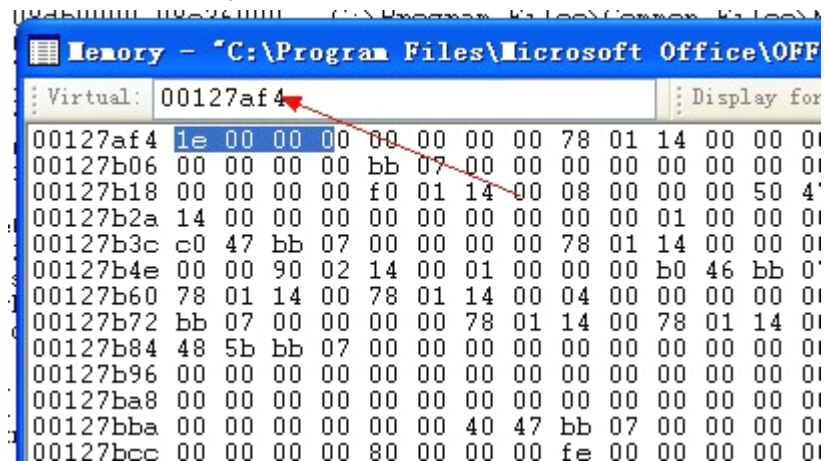 Memory - "C:\Program Files\Microsoft Office\OFF
Virtual: 00127af4 Display for
00127af4 1e 00 00 00 00 00 00 00 78 01 14 00 00 00
00127b06 00 00 00 00 bb 07 00 00 00 00 00 00 00 00
00127b18 00 00 00 00 f0 01 14 00 08 00 00 00 50 47
00127b2a 14 00 00 00 00 00 00 00 00 00 01 00 00 00
00127b3c c0 47 bb 07 00 00 00 00 00 78 01 14 00 00 00
00127b4e 00 00 90 02 14 00 01 00 00 00 b0 46 bb 07
00127b60 78 01 14 00 78 01 14 00 04 00 00 00 00 00
00127b72 bb 07 00 00 00 00 78 01 14 00 78 01 14 00
00127b84 48 5b bb 07 00 00 00 00 00 00 00 00 00 00
00127b96 00 00 00 00 00 00 00 00 00 00 00 00 00 00
00127ba8 00 00 00 00 00 00 00 00 00 00 00 00 00 00
00127bba 00 00 00 00 00 00 40 47 bb 07 00 00 00 00
00127bcc 00 00 00 00 80 00 00 00 fe 00 00 00 00 00